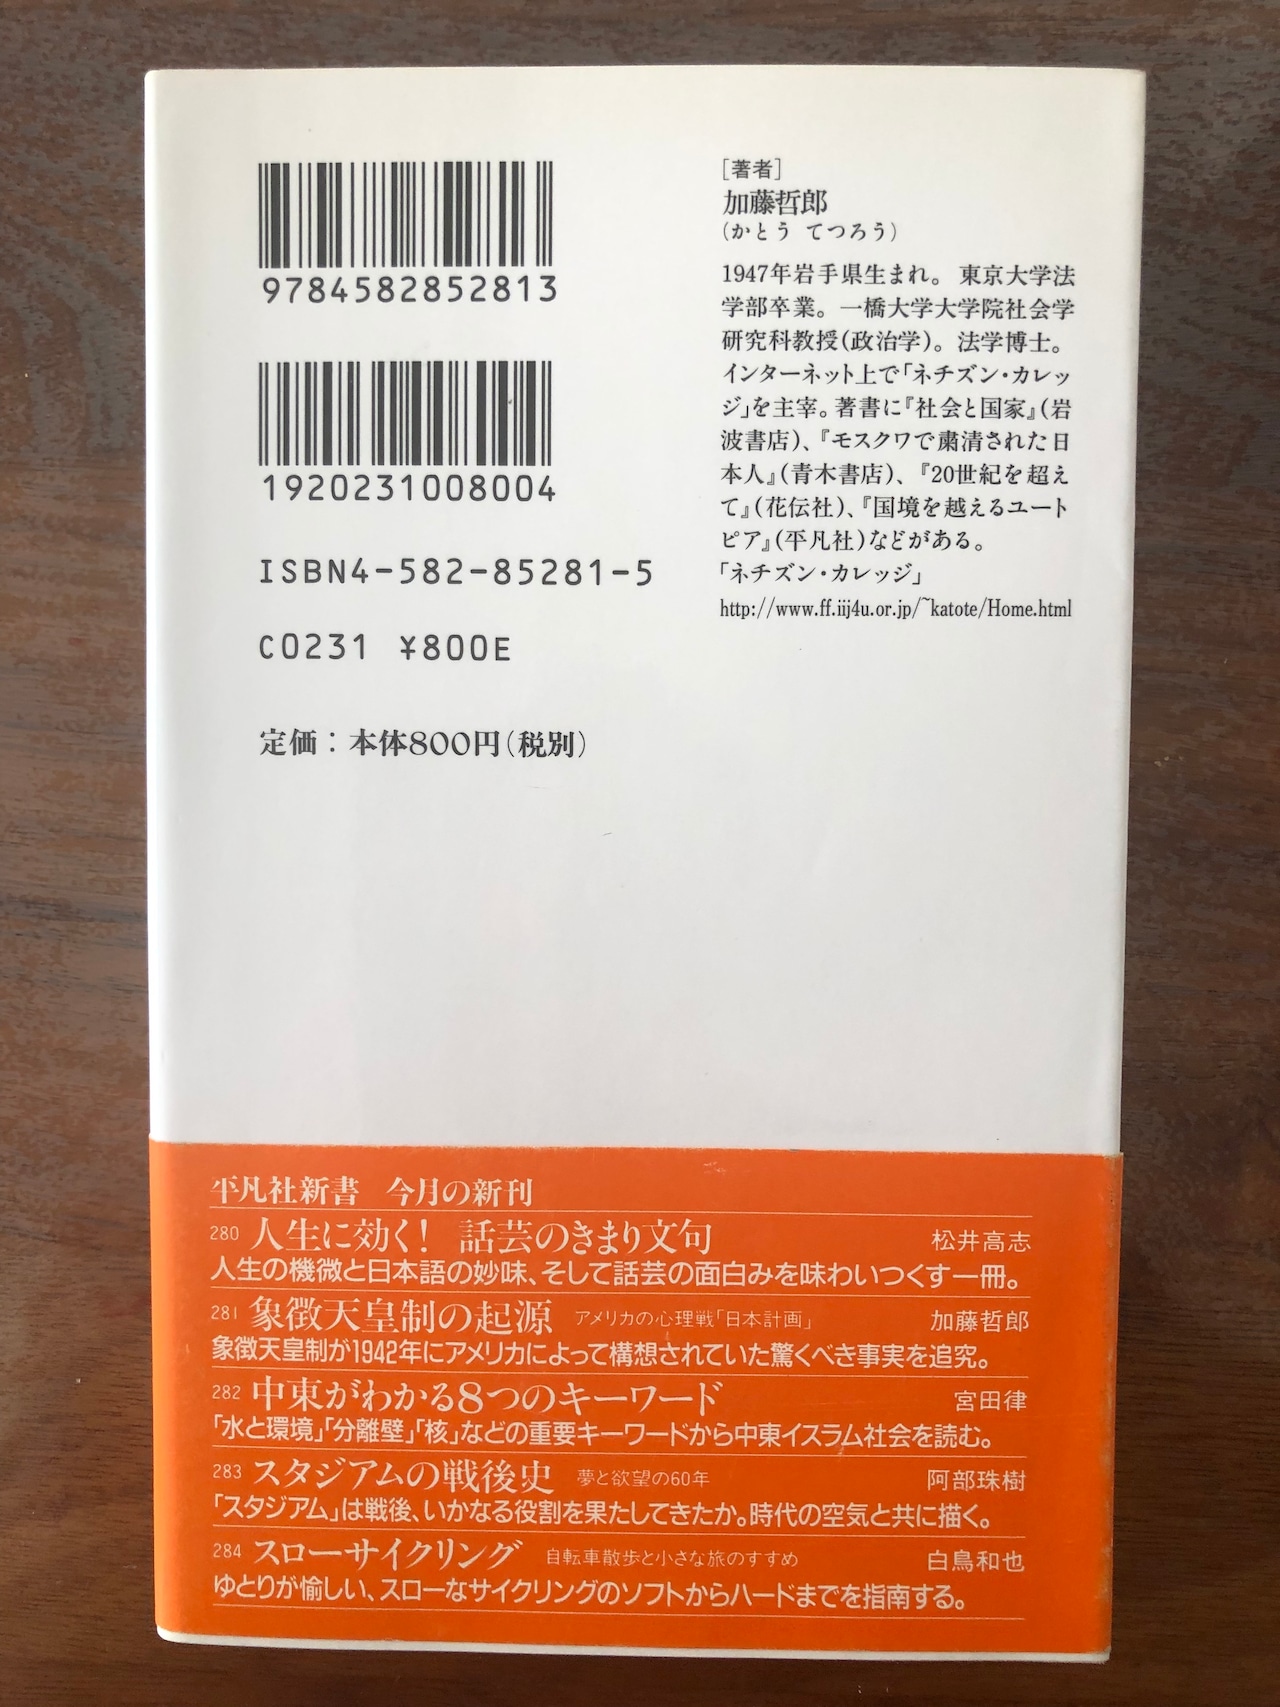 9784582852813
1920231008004
ISBN4-582-85281-5
C0231 ¥800E
定価：本体800円(税別)
[著者]
加藤哲郎
(かとう てつろう)
1947年岩手県生まれ。東京大学法
学部卒業。一橋大学大学院社会学
研究科教授(政治学)。法学博士。
インターネット上で「ネチズン・カレッ
ジ」を主宰。著書に『社会と国家』(岩
波書店)、『モスクワで粛清された日
本人』(青木書店)、『20世紀を超え
て』(花伝社)、『国境を越えるユート
ピア』(平凡社)などがある。
「ネチズン・カレッジ」
http://www.ff.iij4u.or.jp/~katote/Home.html
平凡社新書 今月の新刊
280 人生に効く! 話芸のきまり文句 松井高志
人生の機微と日本語の妙味、そして話芸の面白みを味わいつくす一冊。
281 象徴天皇制の起源 アメリカの心理戦「日本計画」 加藤哲郎
象徴天皇制が1942年にアメリカによって構想されていた驚くべき事実を追究。
282 中東がわかる8つのキーワード 宮田律
「水と環境」「分離壁」「核」などの重要キーワードから中東イスラム社会を読む。
283 スタジアムの戦後史 夢と欲望の60年 阿部珠樹
「スタジアム」は戦後、いかなる役割を果たしてきたか。時代の空気と共に描く。
284 スローサイクリング 自転車散歩と小さな旅のすすめ 白鳥和也
ゆとりが愉しい、スローなサイクリングのソフトからハードまでを指南する。